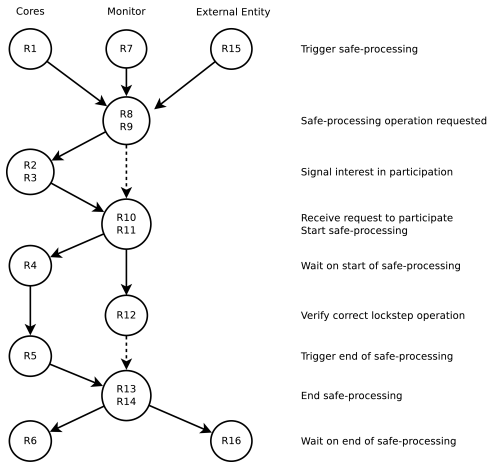 Cores Monitor External Entity
R1 R7 R15 Trigger safe-processing
R8
R9
Safe-processing operation requested
R2
R3
Signal interest in participation
R10
R11
Receive request to participate
Start safe-processing
R4 Wait on start of safe-processing
R12 Verify correct lockstep operation
R5 Trigger end of safe-processing
R13
R14
End safe-processing
R6 R16 Wait on end of safe-processing